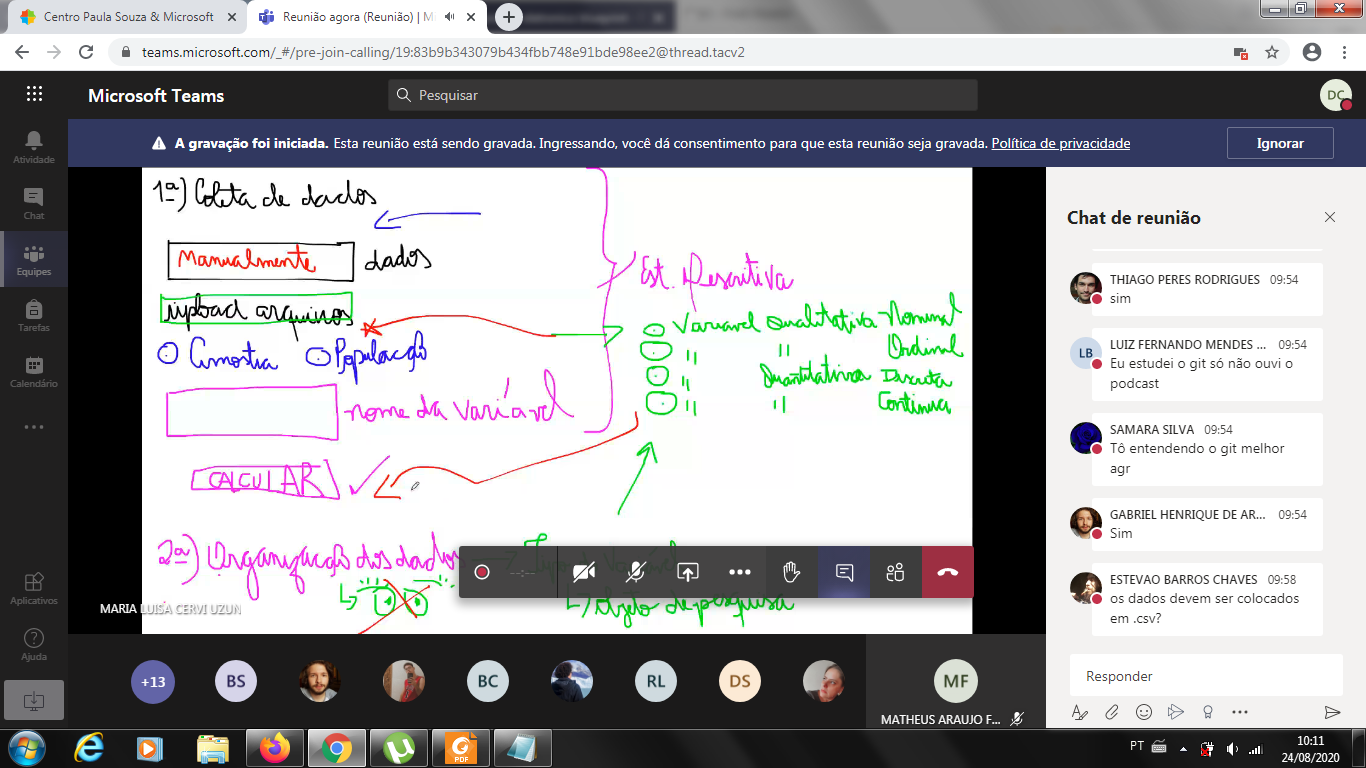 Centro Paula Souza & Microsoft
Reunião agora (Reunião) | Mi
teams.microsoft.com/_#/pre-join-calling/19:83b9b343079b434fbb748e91bde98ee2@thread.tacv2
Microsoft Teams
Pesquisar
DC
A gravação foi iniciada. Esta reunião está sendo gravada. Ingressando, você dá consentimento para que esta reunião seja gravada. Política de privacidade
Ignorar
Atividade
Chat
Equipes
Tarefas
Calendário
Aplicativos
Ajuda
1ª) Coleta de dados
Manualmente dados
upload arquivos
Amostra População
nome da variável
CALCULAR
Est. Descritiva
Variável Qualitativa Nominal
" " Ordinal
" Quantitativa Discreta
" " Continua
2ª) Organização dos dados
Objeto de pesquisa
MARIA LUISA CERVI UZUN
--:--
+13
BS
BC
RL
DS
MF
MATHEUS ARAUJO F...
Chat de reunião
THIAGO PERES RODRIGUES 09:54
sim
LB
LUIZ FERNANDO MENDES ... 09:54
Eu estudei o git só não ouvi o
podcast
SAMARA SILVA 09:54
Tô entendendo o git melhor
agr
GABRIEL HENRIQUE DE AR... 09:54
Sim
ESTEVAO BARROS CHAVES 09:58
os dados devem ser colocados
em .csv?
Responder
PDF
PT
10:11
24/08/2020